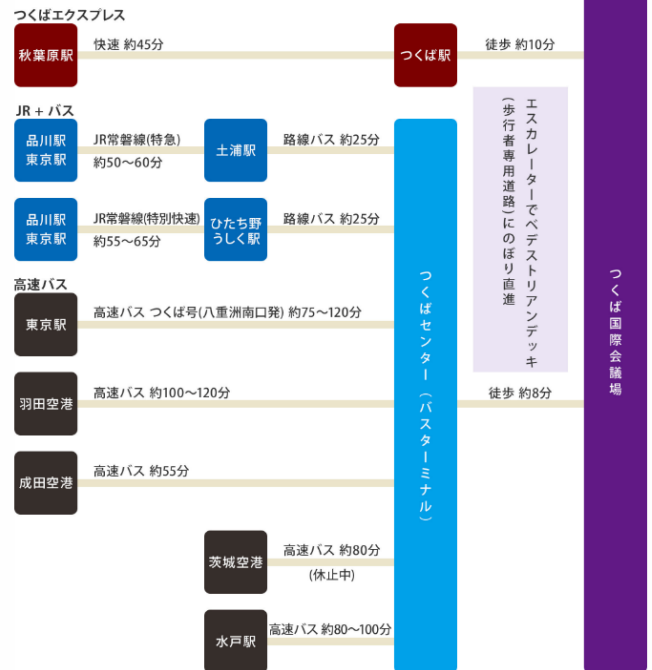 つくばエクスプレス
秋葉原駅
快速 約45分
つくば駅
徒歩 約10分
JR + バス
品川駅
東京駅
JR常磐線(特急)
約50〜60分
土浦駅
路線バス 約25分
品川駅
東京駅
JR常磐線(特別快速)
約55〜65分
ひたち野
うしく駅
路線バス 約25分
高速バス
東京駅
高速バス つくば号(八重洲南口発) 約75〜120分
羽田空港
高速バス 約100〜120分
成田空港
高速バス 約55分
茨城空港
高速バス 約80分
(休止中)
水戸駅
高速バス 約80〜100分
つくばセンター(バスターミナル)
エスカレーターでペデストリアンデッキ
(歩行者専用道路)にのぼり直進
徒歩 約8分
つくば国際会議場